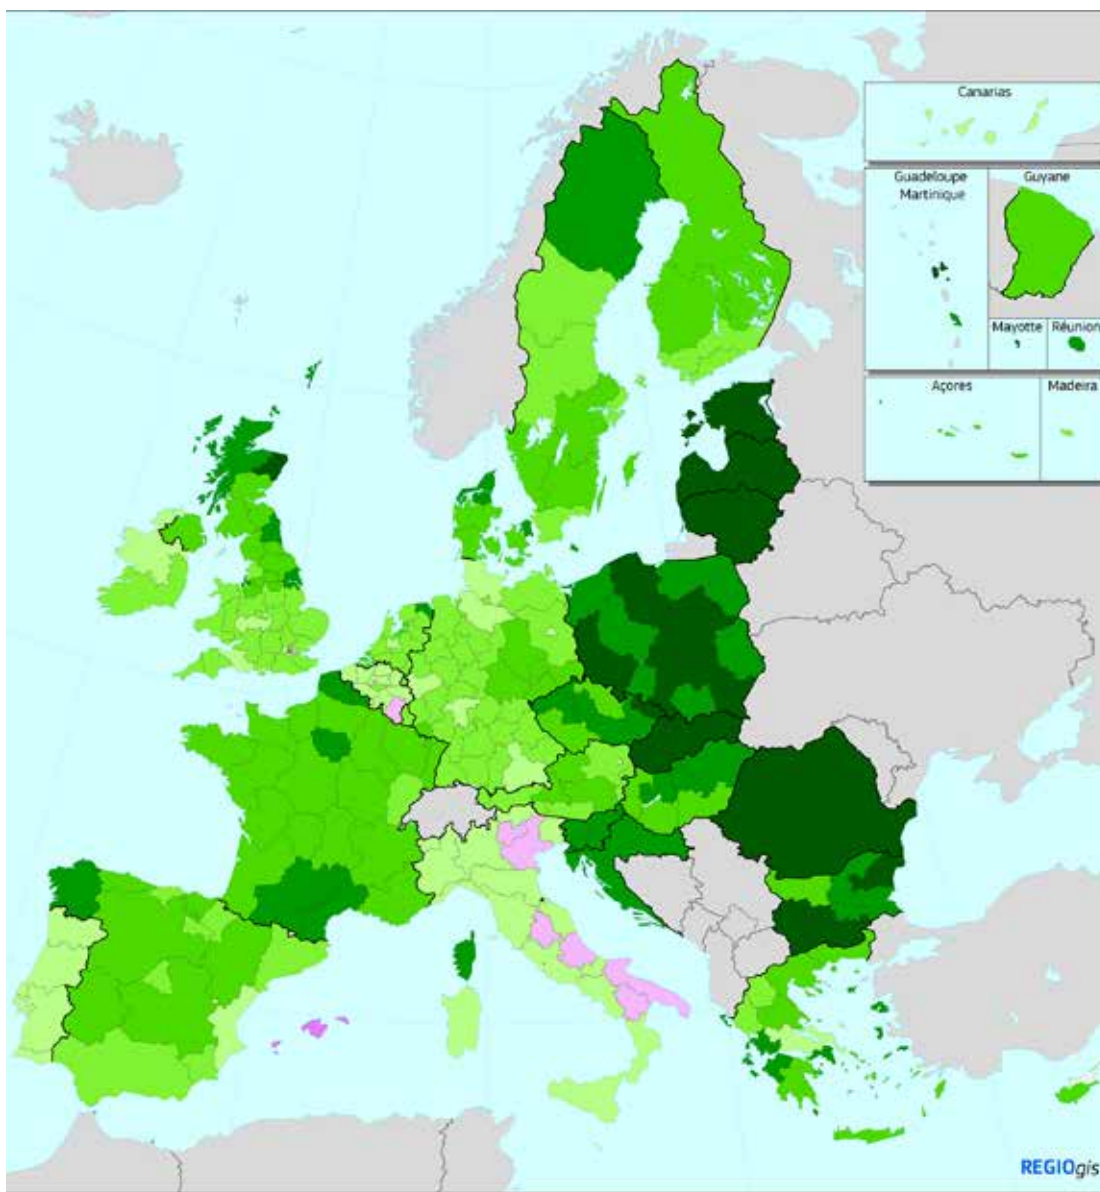 Canarias
Guadeloupe
Martinique
Guyane
Mayotte
Réunion
Açores
Madeira
REGIOgis